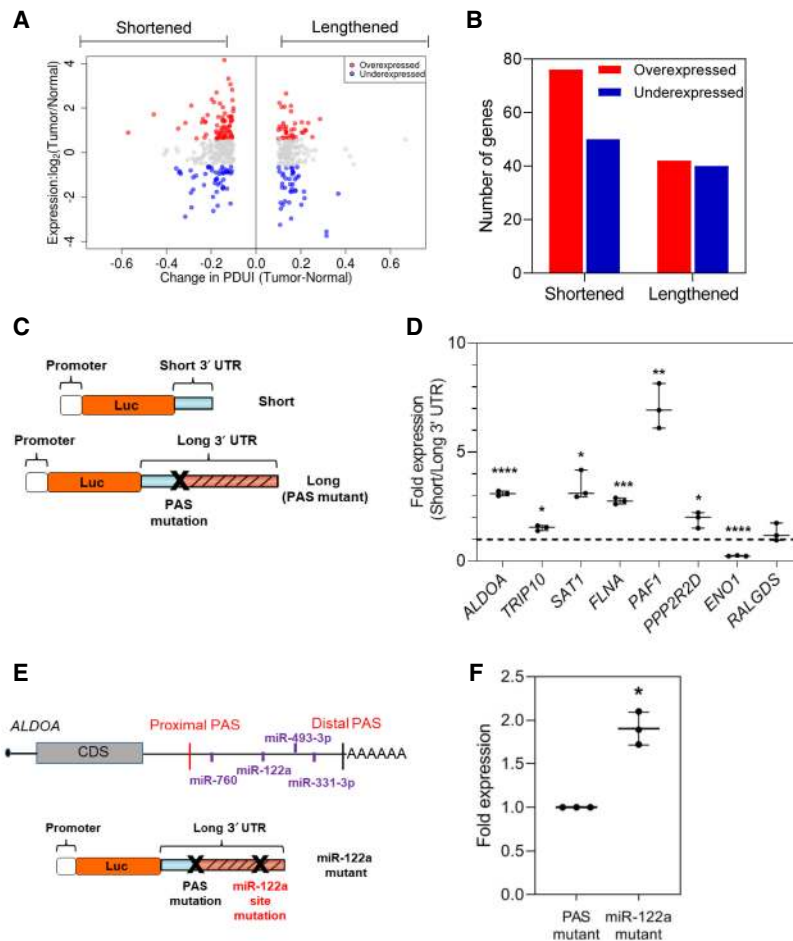 A
Shortened
Lengthened
Overexpressed
Underexpressed
Expression:log2(Tumor/Normal)
4
2
0
-2
-4
-0.6
-0.4
-0.2
0.0
0.2
0.4
0.6
Change in PDUI (Tumor-Normal)
B
Number of genes
80
60
40
20
0
Overexpressed
Underexpressed
Shortened
Lengthened
C
Promoter
Short 3′ UTR
Luc
Short
Promoter
Long 3′ UTR
Luc
X
Long
(PAS mutant)
PAS
mutation
D
Fold expression
(Short/Long 3' UTR)
10
5
0
****
*
*
***
**
*
****
ALDOA
TRIP10
SAT1
FLNA
PAF1
PPP2R2D
ENO1
RALGDS
E
ALDOA
CDS
Proximal PAS
Distal PAS
miR-493-3p
AAAAAA
miR-760
miR-122a
miR-331-3p
Promoter
Long 3′ UTR
Luc
X
X
miR-122a
mutant
PAS
mutation
miR-122a
site
mutation
F
Fold expression
2.5
2.0
1.5
1.0
0.5
0.0
*
PAS
mutant
miR-122a
mutant